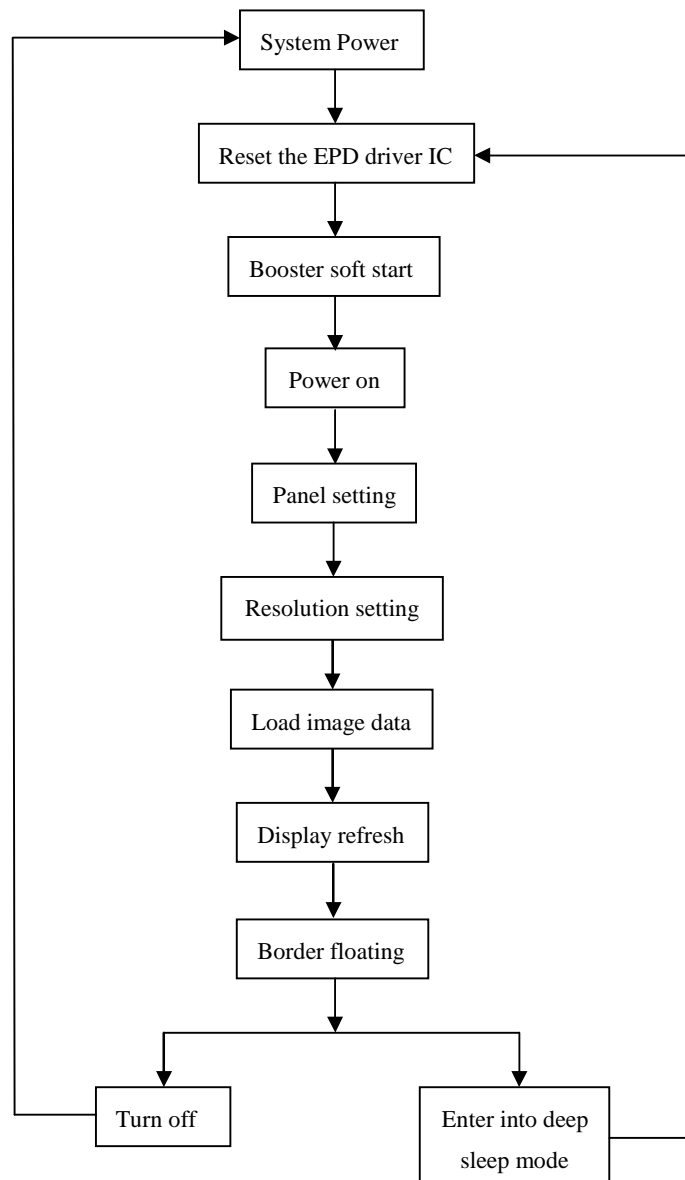 System Power
Reset the EPD driver IC
Booster soft start
Power on
Panel setting
Resolution setting
Load image data
Display refresh
Border floating
Turn off
Enter into deep
sleep mode